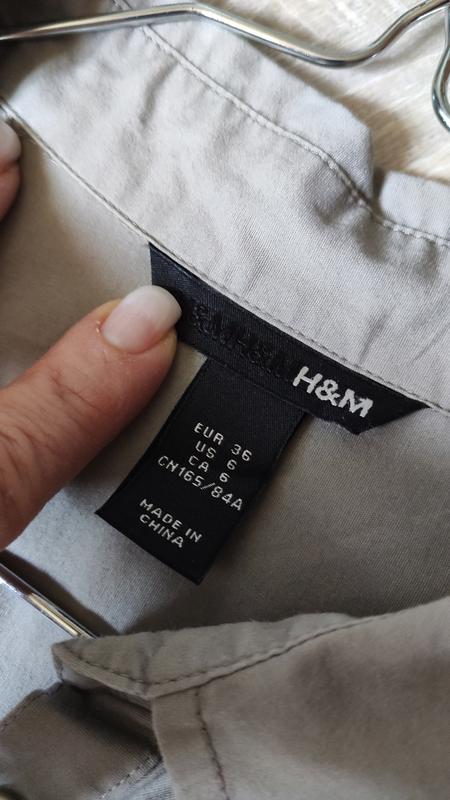 H&M
EUR 36
US 6
CA 6
CN165/84A
MADE IN
CHINA